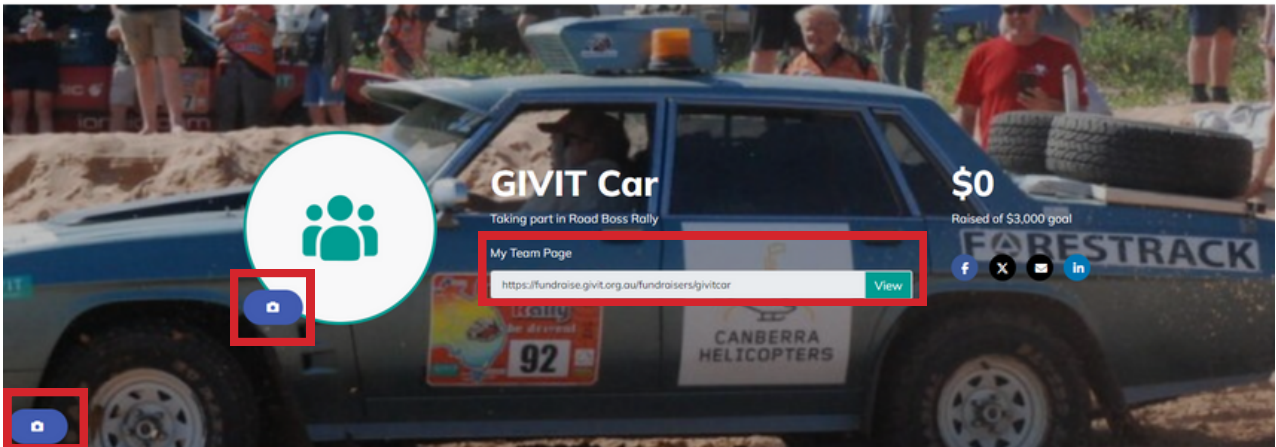 GIVIT Car
Taking part in Road Boss Rally
My Team Page
https://fundraise.givit.org.au/fundraisers/givitcar
View
$0
Raised of $3,000 goal
FORESTRACK
Rally
92
CANBERRA
HELICOPTERS